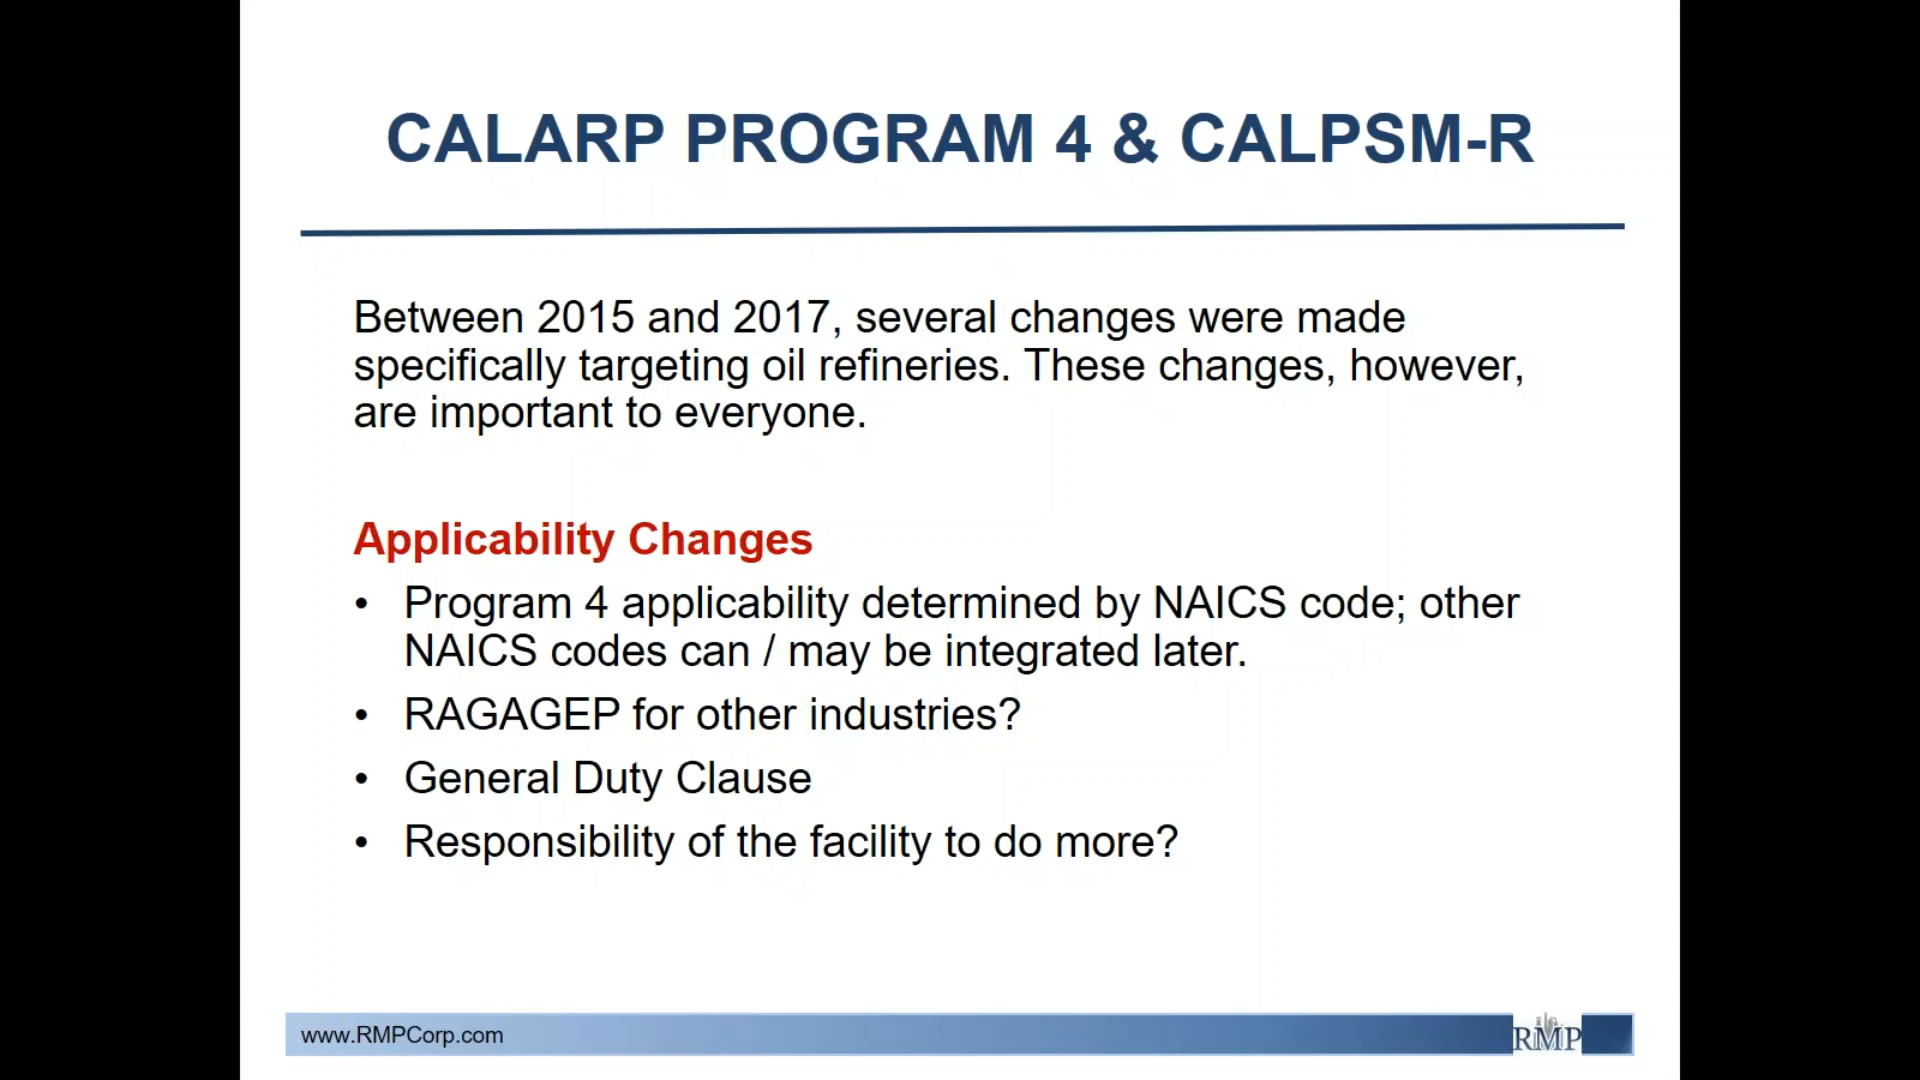 CALARP PROGRAM 4 & CALPSM-R
Between 2015 and 2017, several changes were made
specifically targeting oil refineries. These changes, however,
are important to everyone.
Applicability Changes
• Program 4 applicability determined by NAICS code; other
NAICS codes can / may be integrated later.
• RAGAGEP for other industries?
• General Duty Clause
• Responsibility of the facility to do more?
www.RMPCorp.com
RMP